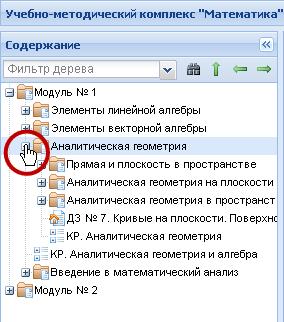 Учебно-методический комплекс "Математика"
Содержание
Фильтр дерева
Модуль № 1
Элементы линейной алгебры
Элементы векторной алгебры
Аналитическая геометрия
Прямая и плоскость в пространстве
Аналитическая геометрия на плоскости
Аналитическая геометрия в пространст
ДЗ № 7. Кривые на плоскости. Поверхно
КР. Аналитическая геометрия
КР. Аналитическая геометрия и алгебра
Введение в математический анализ
Модуль № 2